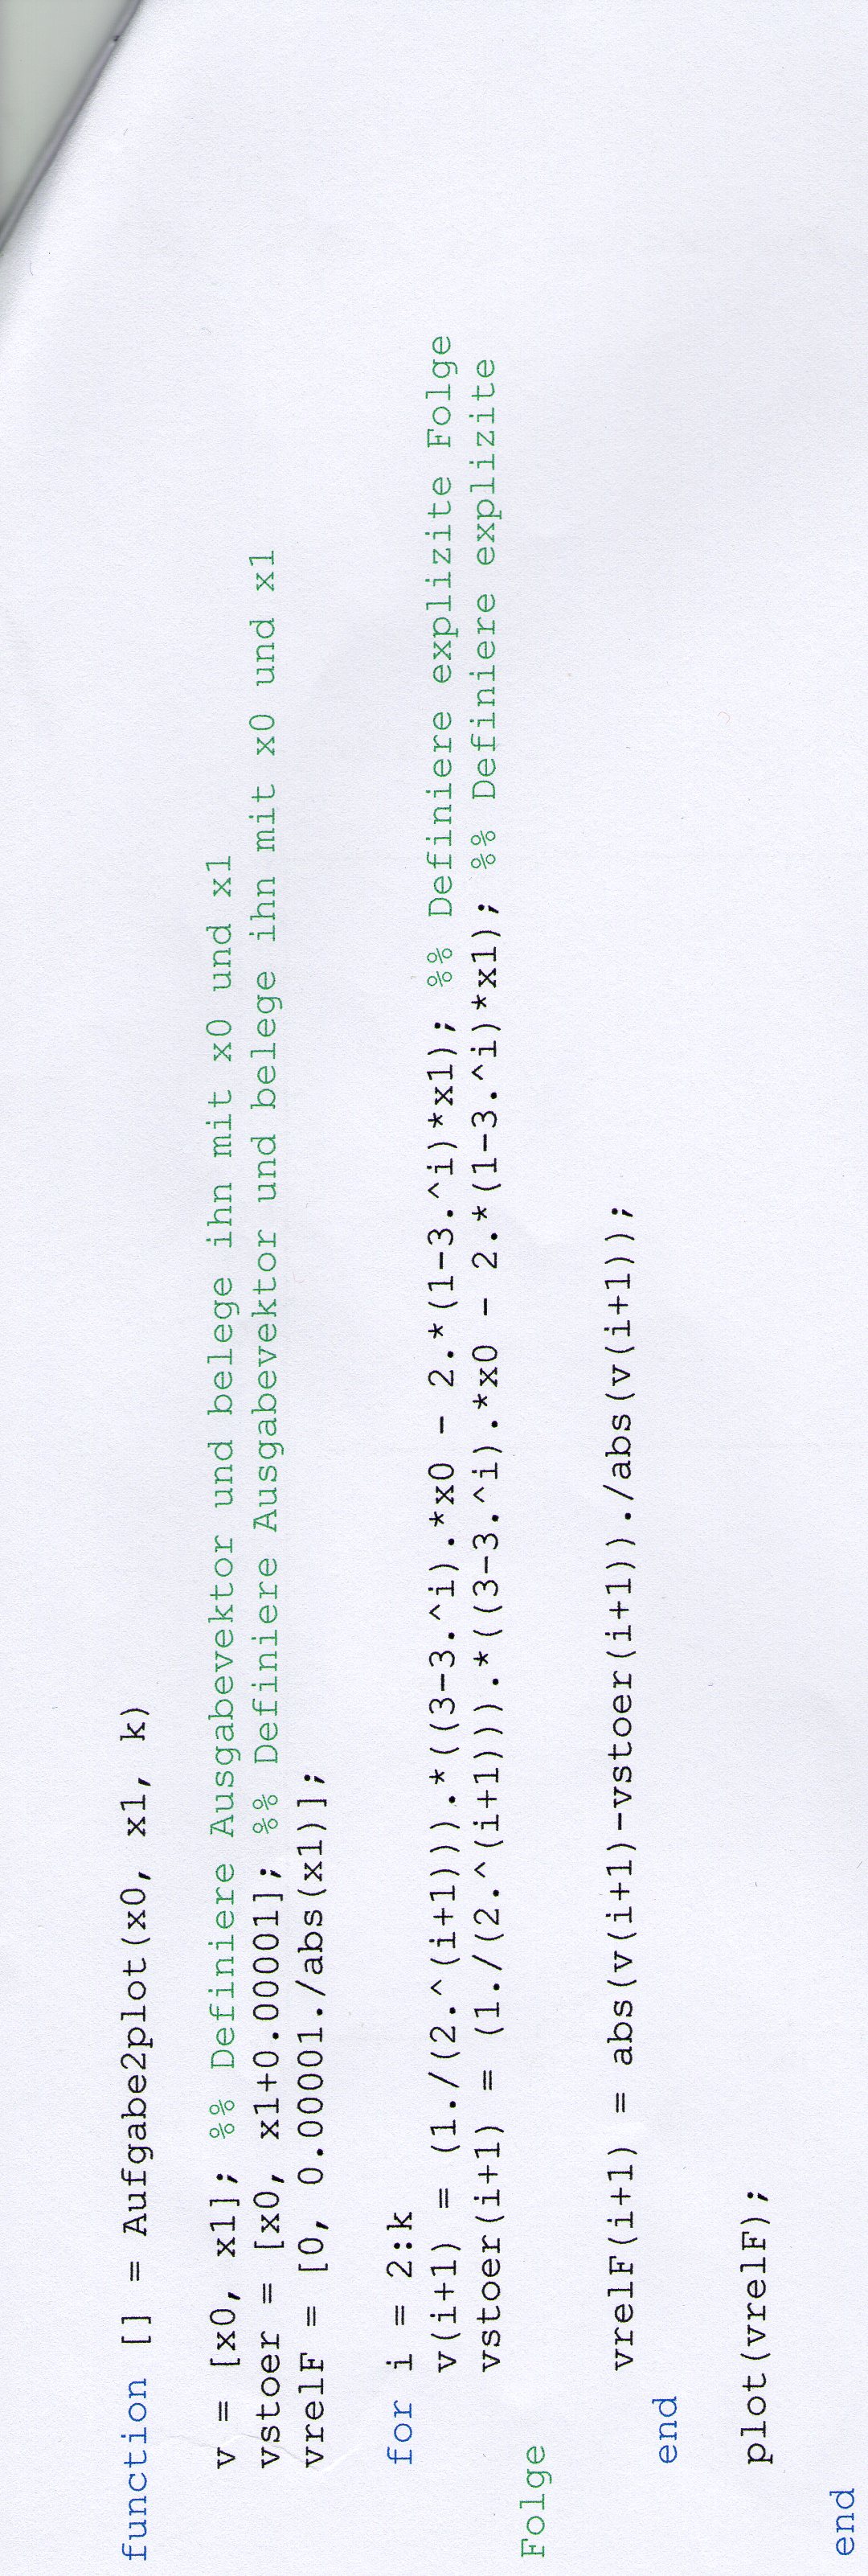 function [] = Aufgabe2plot(x0, x1, k)
v = [x0, x1]; %% Definiere Ausgabevektor und belege ihn mit x0 und x1
vstoer = [x0, x1+0.00001]; %% Definiere Ausgabevektor und belege ihn mit x0 und x1
vrelF = [0, 0.00001./abs(x1)];
for i = 2:k
v(i+1) = (1./(2.^(i+1))).*((3-3.^i).*x0 - 2.*(1-3.^i)*x1); %% Definiere explizite Folge
vstoer(i+1) = (1./(2.^(i+1))).*((3-3.^i).*x0 - 2.*(1-3.^i)*x1); %% Definiere explizite
Folge
vrelF(i+1) = abs(v(i+1)-vstoer(i+1))./abs(v(i+1));
end
plot(vrelF);
end